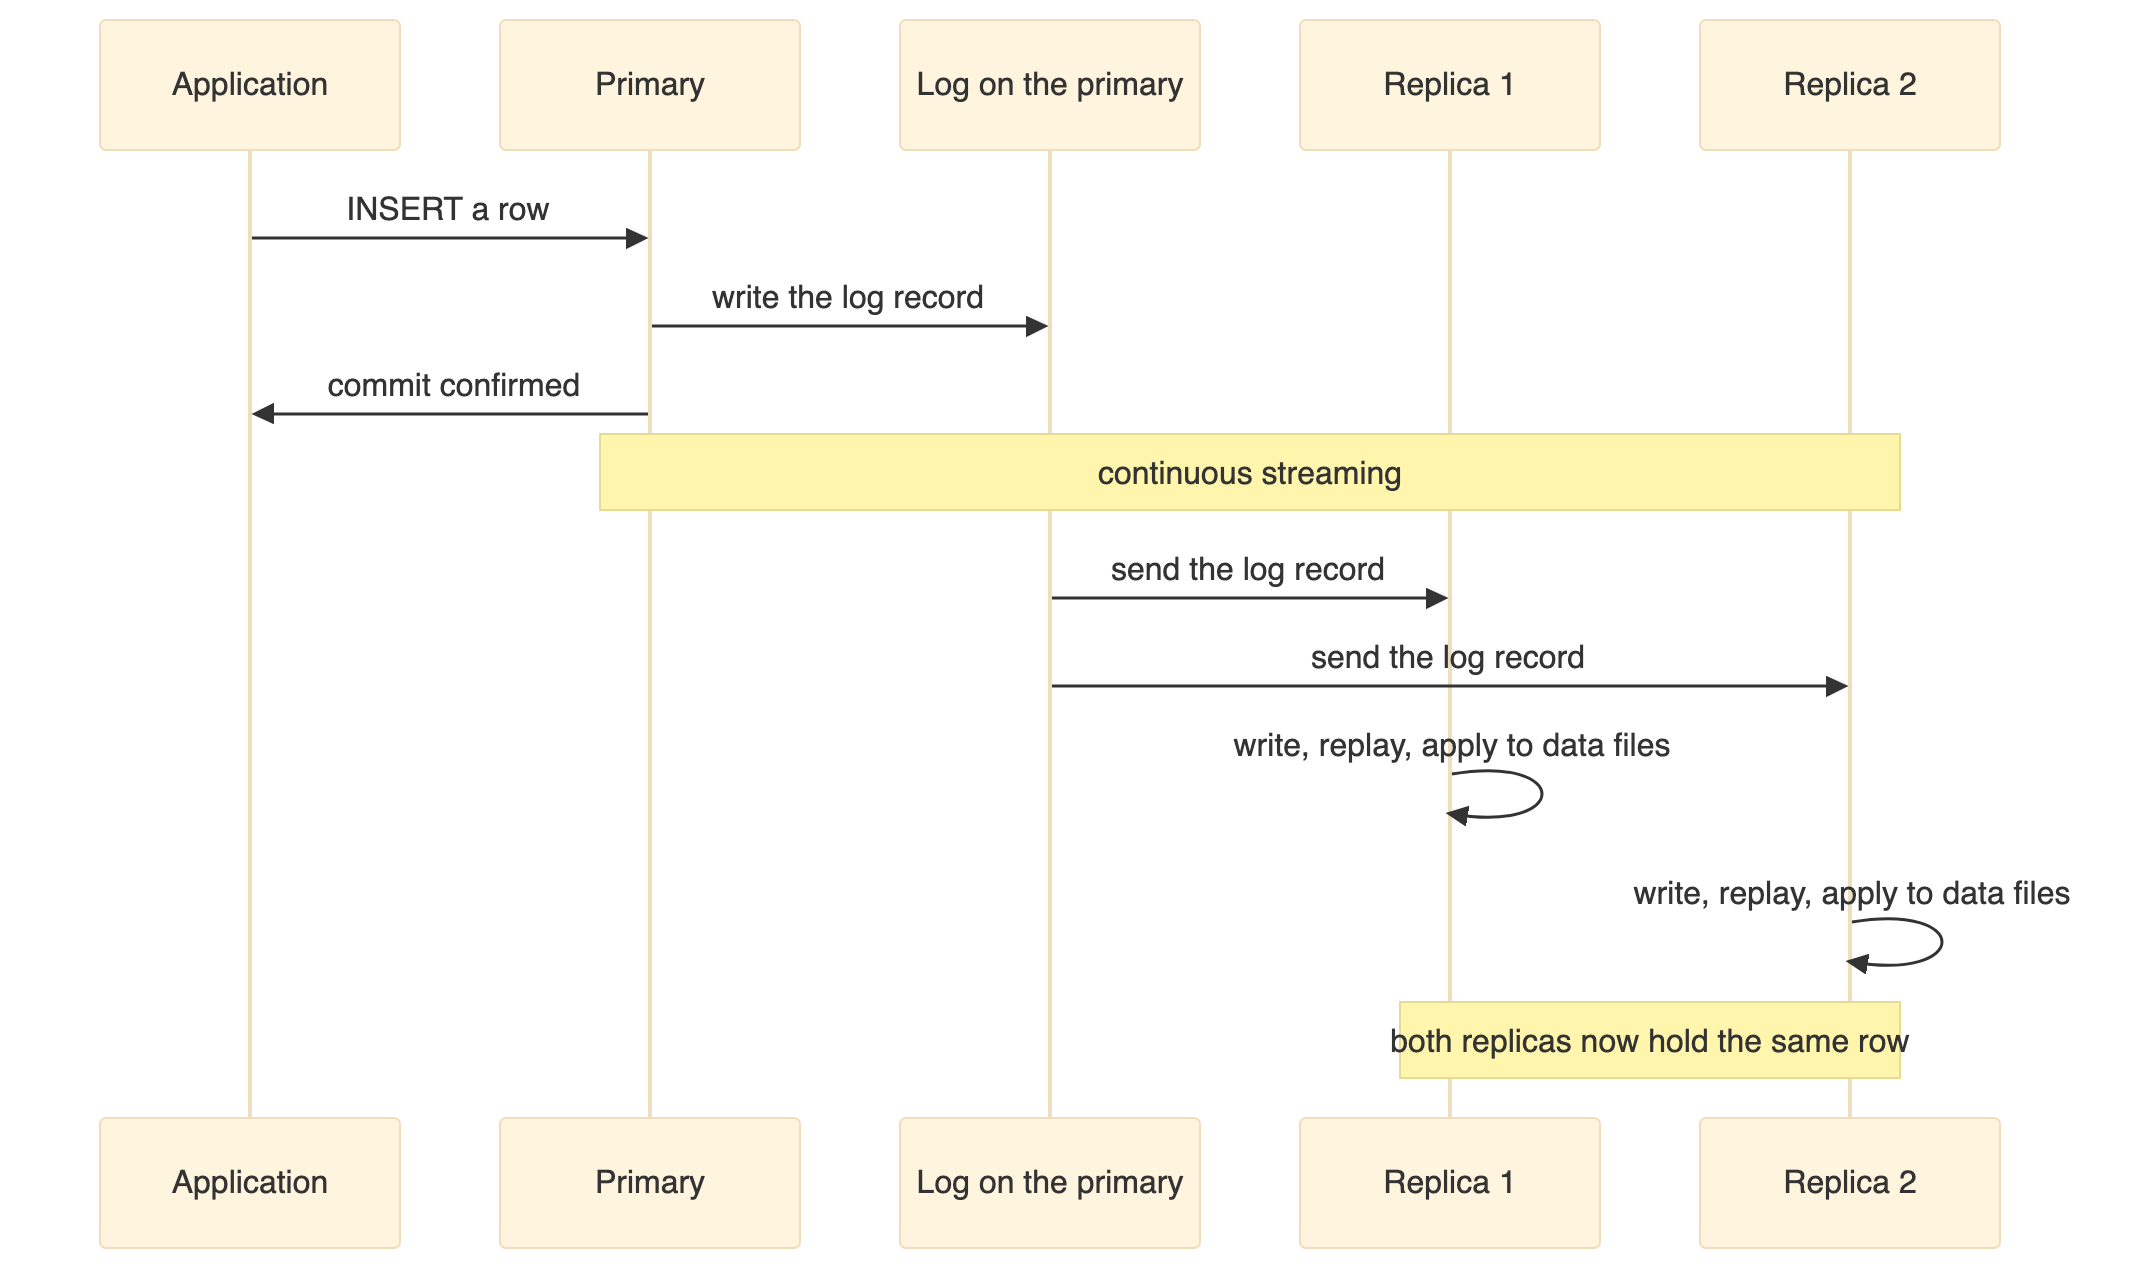 Application
Primary
Log on the primary
Replica 1
Replica 2
INSERT a row
write the log record
commit confirmed
continuous streaming
send the log record
send the log record
write, replay, apply to data files
write, replay, apply to data files
both replicas now hold the same row
Application
Primary
Log on the primary
Replica 1
Replica 2